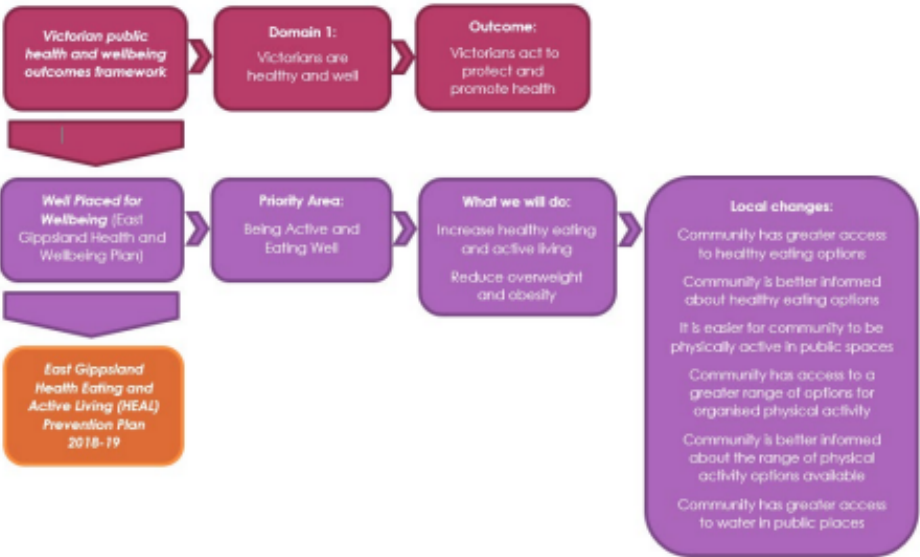 Victorian public
health and wellbeing
outcomes framework
Domain 1:
Victorians are
healthy and well
Outcome:
Victorians act to
protect and
promote health
Well Placed for
Wellbeing (East
Gippsland Health and
Wellbeing Plan)
Priority Area:
Being Active and
Eating Well
What we will do:
Increase healthy eating
and active living
Reduce overweight
and obesity
Local changes:
Community has greater access
to healthy eating options
Community is better informed
about healthy eating options
It is easier for community to be
physically active in public spaces
Community has access to a
greater range of options for
organised physical activity
Community is better informed
about the range of physical
activity options available
Community has greater access
to water in public places
East Gippsland
Health Eating and
Active Living (HEAL)
Prevention Plan
2018-19